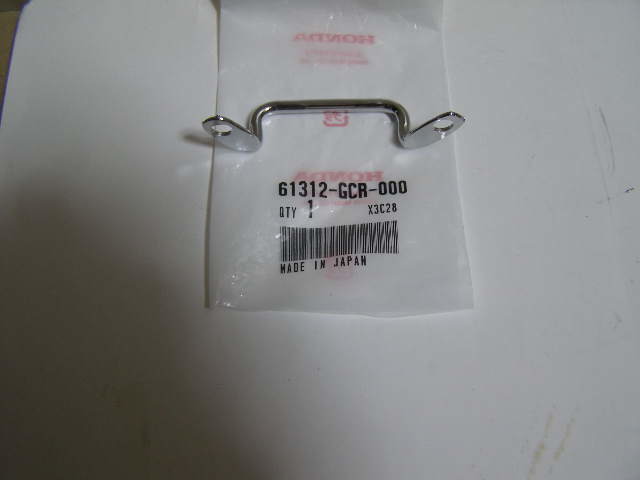 HONDA
61312-GCR-000
QTY 1 X3C28
MADE IN JAPAN